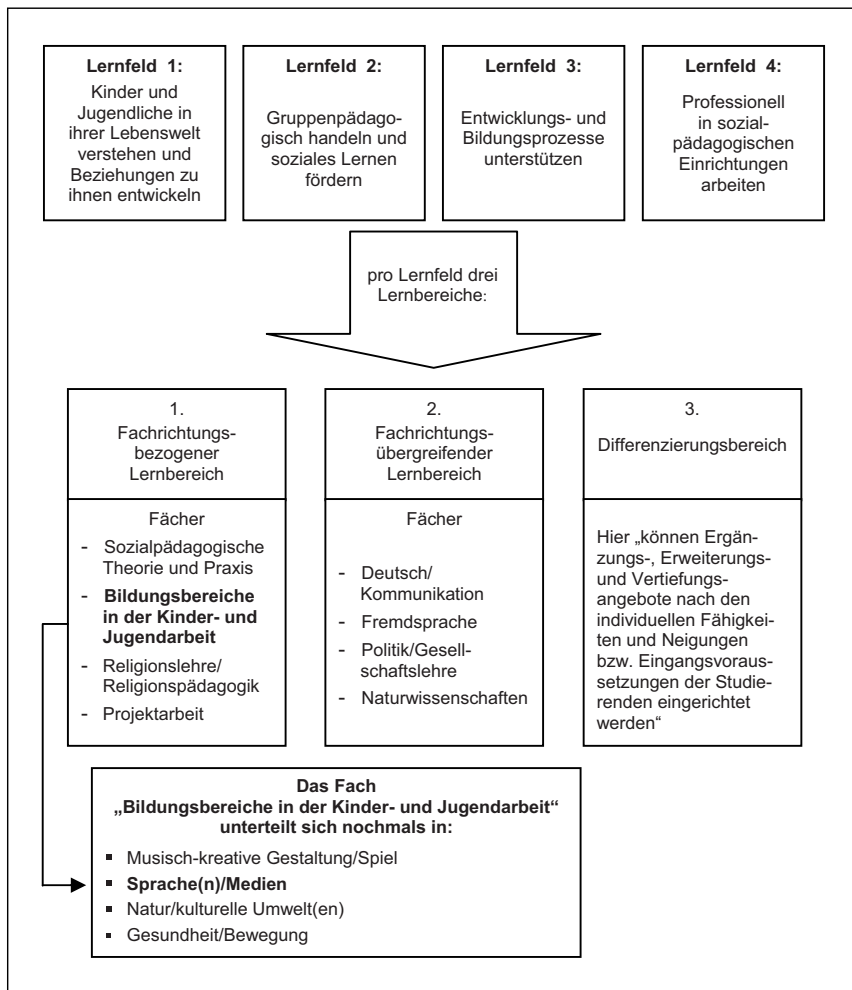 Lernfeld 1:
Kinder und
Jugendliche in
ihrer Lebenswelt
verstehen und
Beziehungen zu
ihnen entwickeln
Lernfeld 2:
Gruppenpädago-
gisch handeln und
soziales Lernen
fördern
Lernfeld 3:
Entwicklungs- und
Bildungsprozesse
unterstützen
Lernfeld 4:
Professionell
in sozial-
pädagogischen
Einrichtungen
arbeiten
pro Lernfeld drei
Lernbereiche:
1.
Fachrichtungs-
bezogener
Lernbereich
Fächer
- Sozialpädagogische
Theorie und Praxis
- Bildungsbereiche
in der Kinder- und
Jugendarbeit
- Religionslehre/
Religionspädagogik
- Projektarbeit
2.
Fachrichtungs-
übergreifender
Lernbereich
Fächer
- Deutsch/
Kommunikation
- Fremdsprache
- Politik/Gesell-
schaftslehre
- Naturwissenschaften
3.
Differenzierungsbereich
Hier „können Ergän-
zungs-, Erweiterungs-
und Vertiefungs-
angebote nach den
individuellen Fähigkei-
ten und Neigungen
bzw. Eingangsvoraus-
setzungen der Studie-
renden eingerichtet
werden“
Das Fach
„Bildungsbereiche in der Kinder- und Jugendarbeit“
unterteilt sich nochmals in:
▪ Musisch-kreative Gestaltung/Spiel
▪ Sprache(n)/Medien
▪ Natur/kulturelle Umwelt(en)
▪ Gesundheit/Bewegung